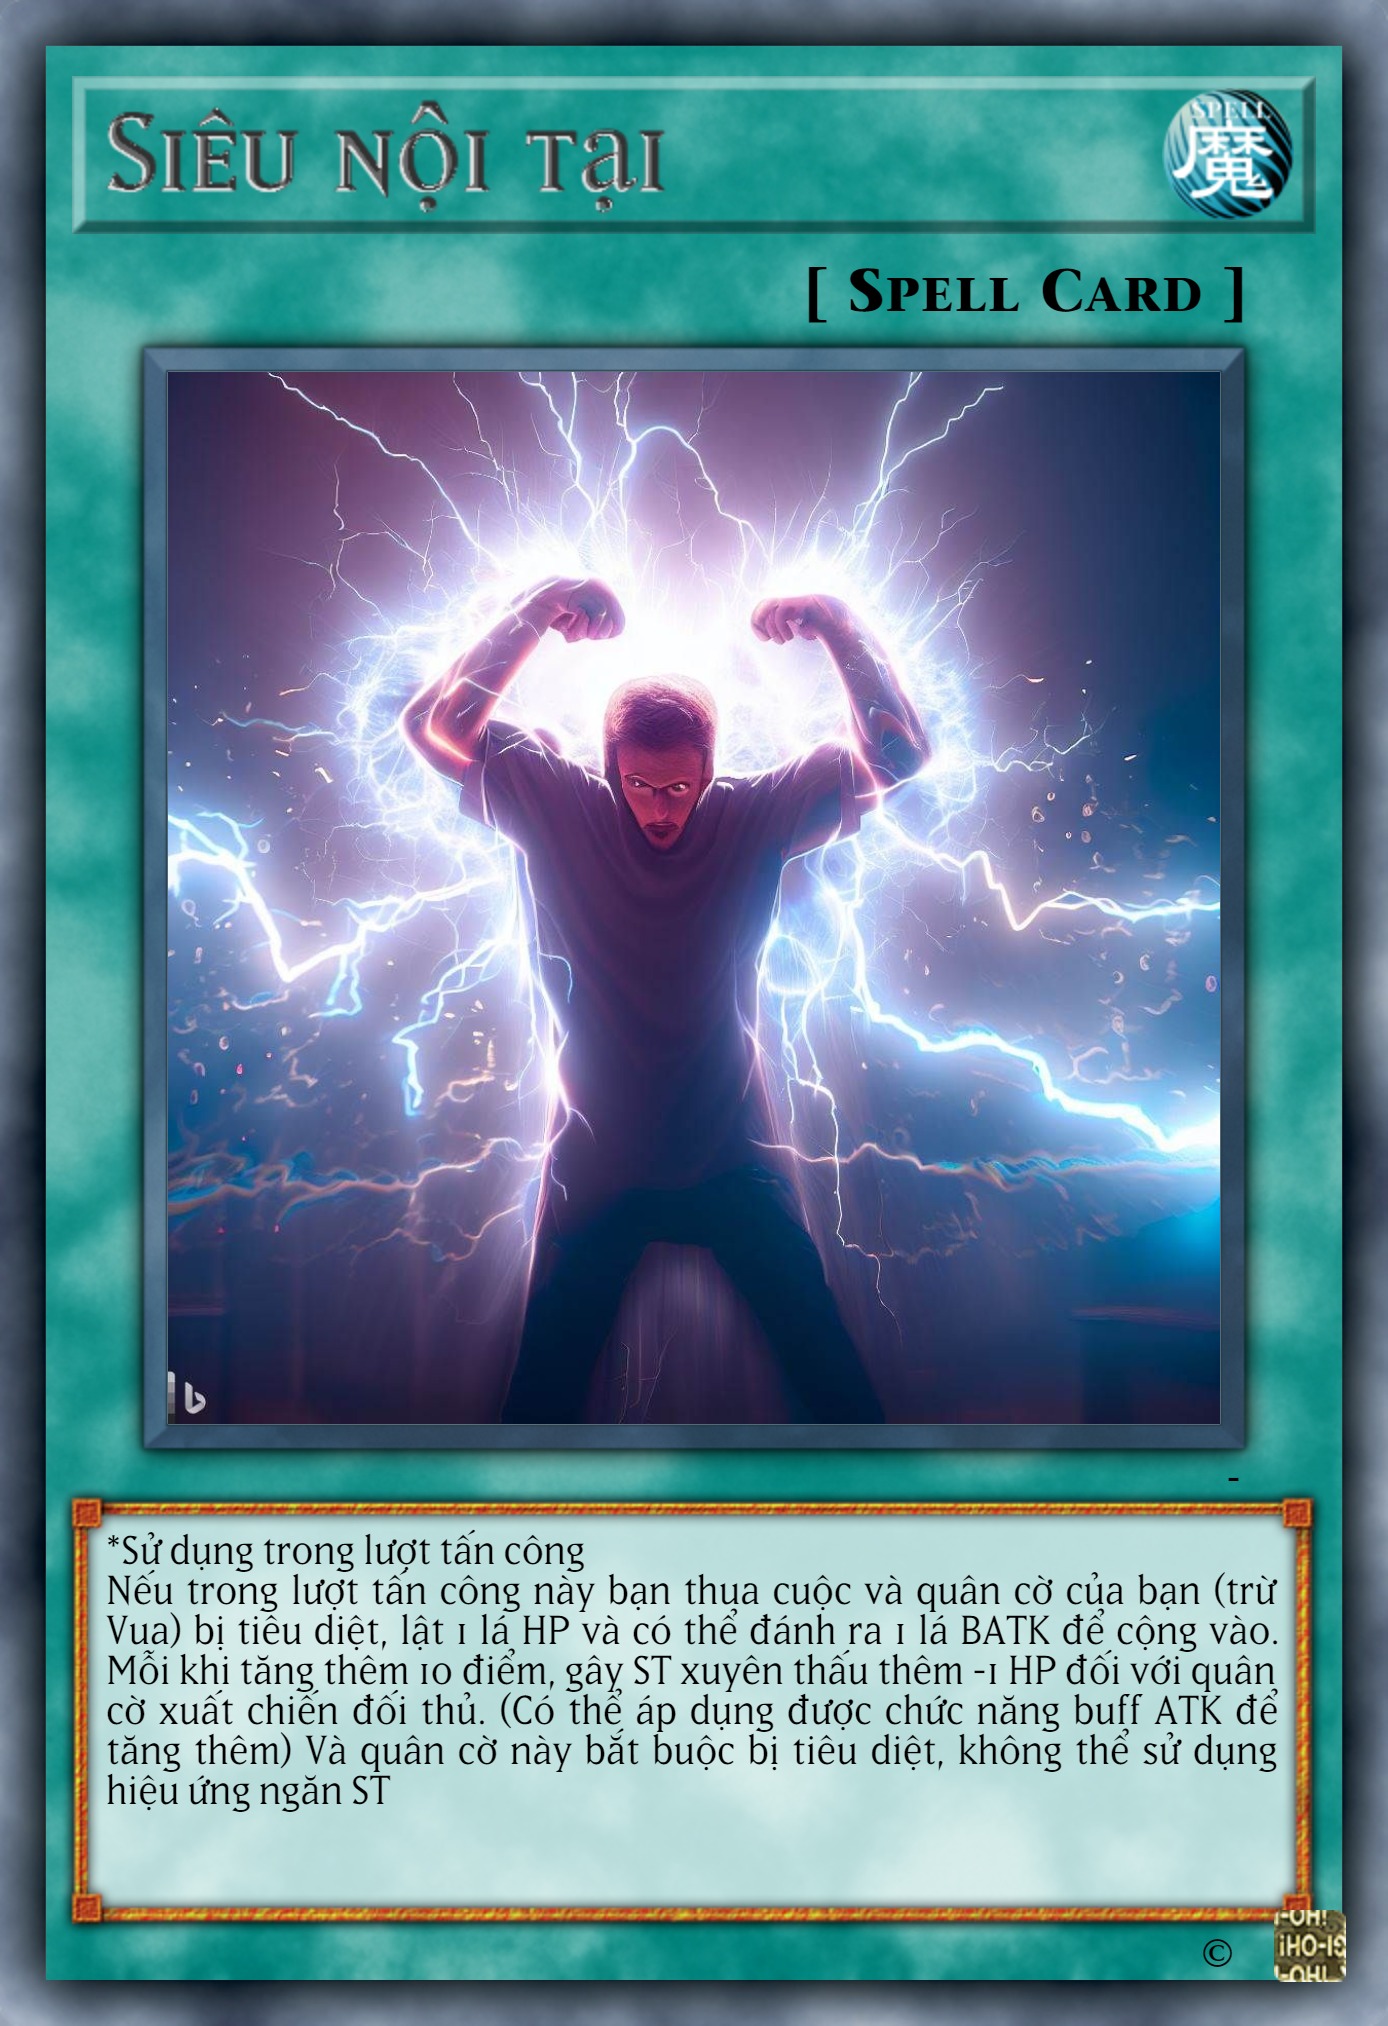 Siêu nội tại
SPELL
魔
[ Spell Card ]
b
-
*Sử dụng trong lượt tấn công
Nếu trong lượt tấn công này bạn thua cuộc và quân cờ của bạn (trừ
Vua) bị tiêu diệt, lật 1 lá HP và có thể đánh ra 1 lá BATK để cộng vào.
Mỗi khi tăng thêm 10 điểm, gây ST xuyên thấu thêm -1 HP đối với quân
cờ xuất chiến đối thủ. (Có thể áp dụng được chức năng buff ATK để
tăng thêm) Và quân cờ này bắt buộc bị tiêu diệt, không thể sử dụng
hiệu ứng ngăn ST
©
-OH!
iHO-IS
-OH!